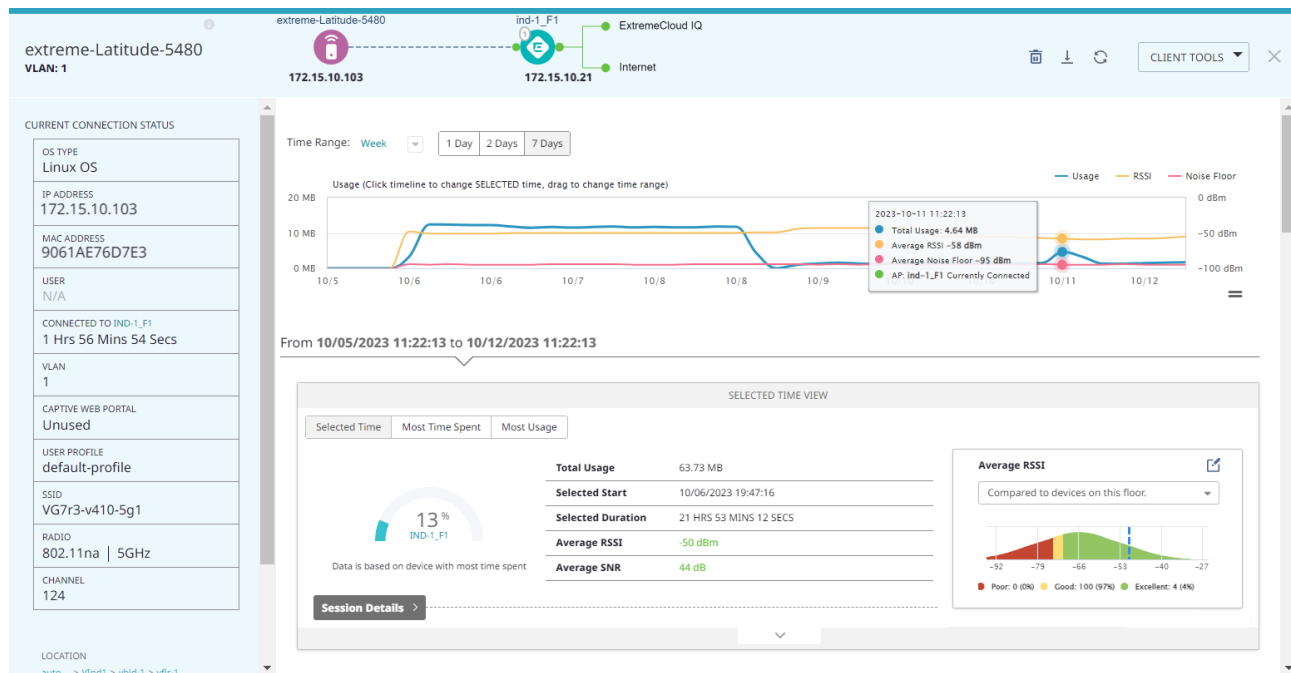 extreme-Latitude-5480
VLAN: 1
extreme-Latitude-5480
172.15.10.103
ind-1_F1
1
172.15.10.21
ExtremeCloud IQ
Internet
CLIENT TOOLS
CURRENT CONNECTION STATUS
OS TYPE
Linux OS
IP ADDRESS
172.15.10.103
MAC ADDRESS
9061AE76D7E3
USER
N/A
CONNECTED TO IND-1_F1
1 Hrs 56 Mins 54 Secs
VLAN
1
CAPTIVE WEB PORTAL
Unused
USER PROFILE
default-profile
SSID
VG7r3-v410-5g1
RADIO
802.11na | 5GHz
CHANNEL
124
LOCATION
Time Range: Week 1 Day 2 Days 7 Days
Usage (Click timeline to change SELECTED time, drag to change time range)
Usage RSSI Noise Floor
20 MB
10 MB
0 MB
0 dBm
-50 dBm
-100 dBm
2023-10-11 11:22:13
Total Usage: 4.64 MB
Average RSSI -58 dBm
Average Noise Floor -95 dBm
AP: ind-1_F1 Currently Connected
10/5 10/6 10/6 10/7 10/8 10/8 10/9 10/10 10/10 10/11 10/12
From 10/05/2023 11:22:13 to 10/12/2023 11:22:13
SELECTED TIME VIEW
Selected Time Most Time Spent Most Usage
13 %
IND-1_F1
Data is based on device with most time spent
Total Usage 63.73 MB
Selected Start 10/06/2023 19:47:16
Selected Duration 21 HRS 53 MINS 12 SECS
Average RSSI -50 dBm
Average SNR 44 dB
Session Details >
Average RSSI
Compared to devices on this floor.
-92 -79 -66 -53 -40 -27
Poor: 0 (0%) Good: 100 (97%) Excellent: 4 (4%)